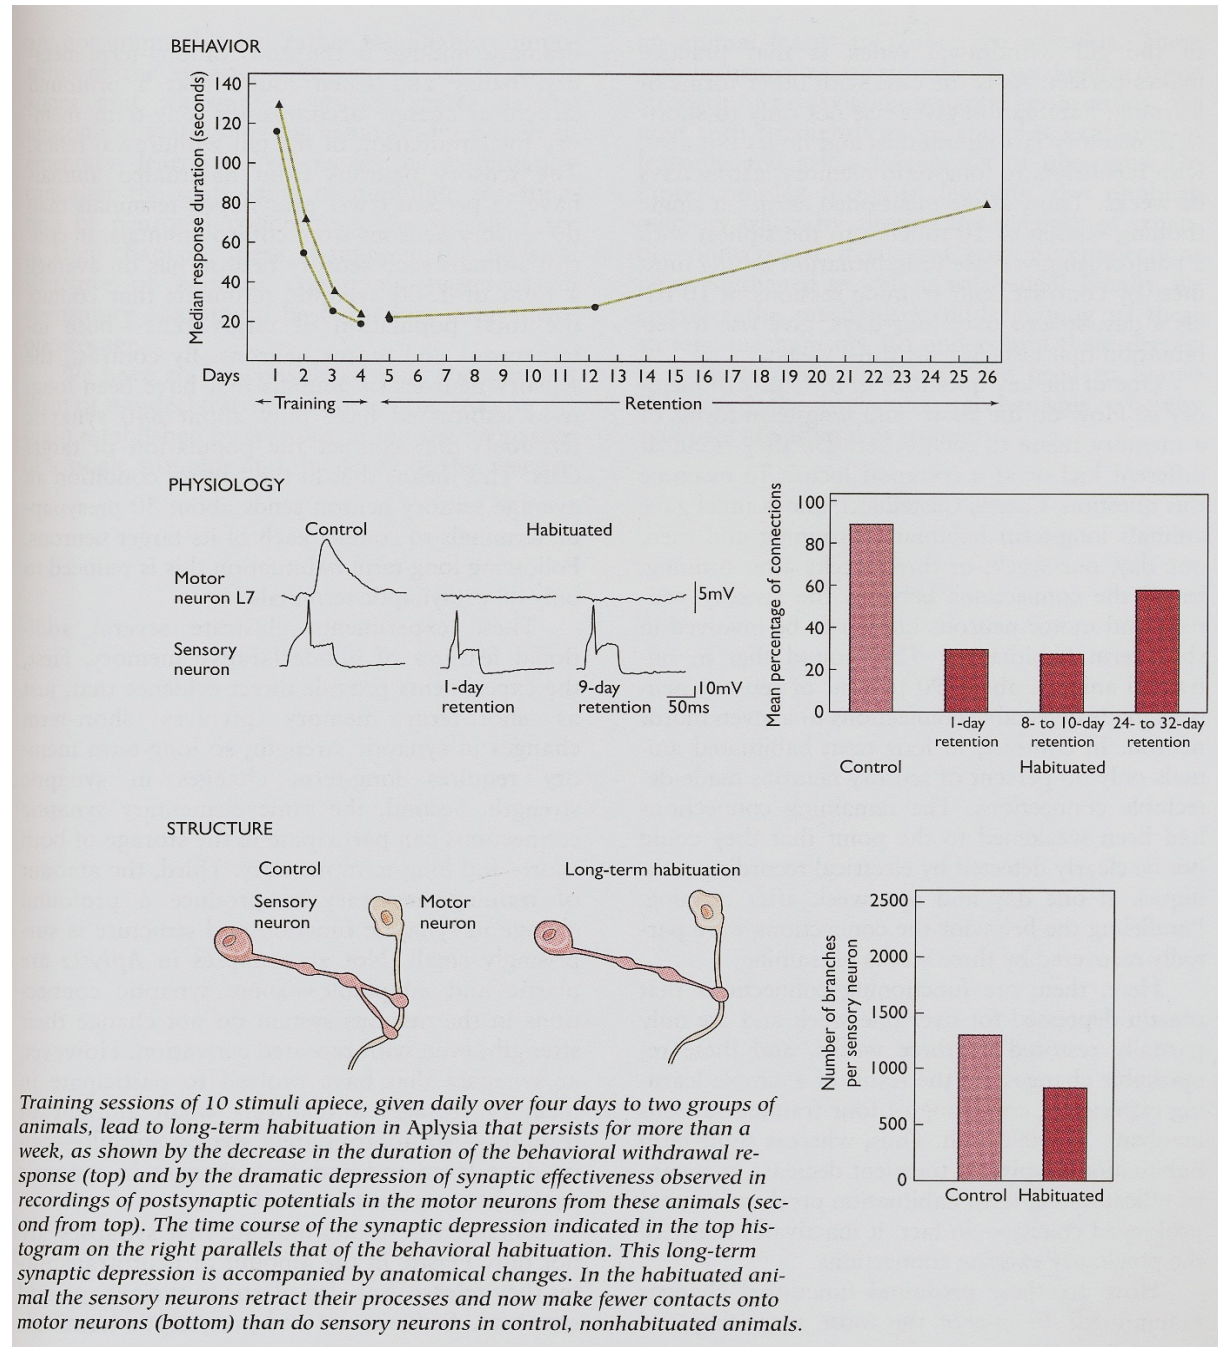 BEHAVIOR
Median response duration (seconds)
140
120
100
80
60
40
20
Days 1 2 3 4 5 6 7 8 9 10 11 12 13 14 15 16 17 18 19 20 21 22 23 24 25 26
Training
Retention
PHYSIOLOGY
Control
Habituated
Motor
neuron L7
5mV
Sensory
neuron
1-day
retention
9-day
retention
10mV
50ms
Mean percentage of connections
100
80
60
40
20
0
1-day
retention
8- to 10-day
retention
24- to 32-day
retention
Control
Habituated
STRUCTURE
Control
Sensory
neuron
Motor
neuron
Long-term habituation
Number of branches
per sensory neuron
2500
2000
1500
1000
500
0
Control Habituated
Training sessions of 10 stimuli apiece, given daily over four days to two groups of
animals, lead to long-term habituation in Aplysia that persists for more than a
week, as shown by the decrease in the duration of the behavioral withdrawal re-
sponse (top) and by the dramatic depression of synaptic effectiveness observed in
recordings of postsynaptic potentials in the motor neurons from these animals (sec-
ond from top). The time course of the synaptic depression indicated in the top his-
togram on the right parallels that of the behavioral habituation. This long-term
synaptic depression is accompanied by anatomical changes. In the habituated ani-
mal the sensory neurons retract their processes and now make fewer contacts onto
motor neurons (bottom) than do sensory neurons in control, nonhabituated animals.